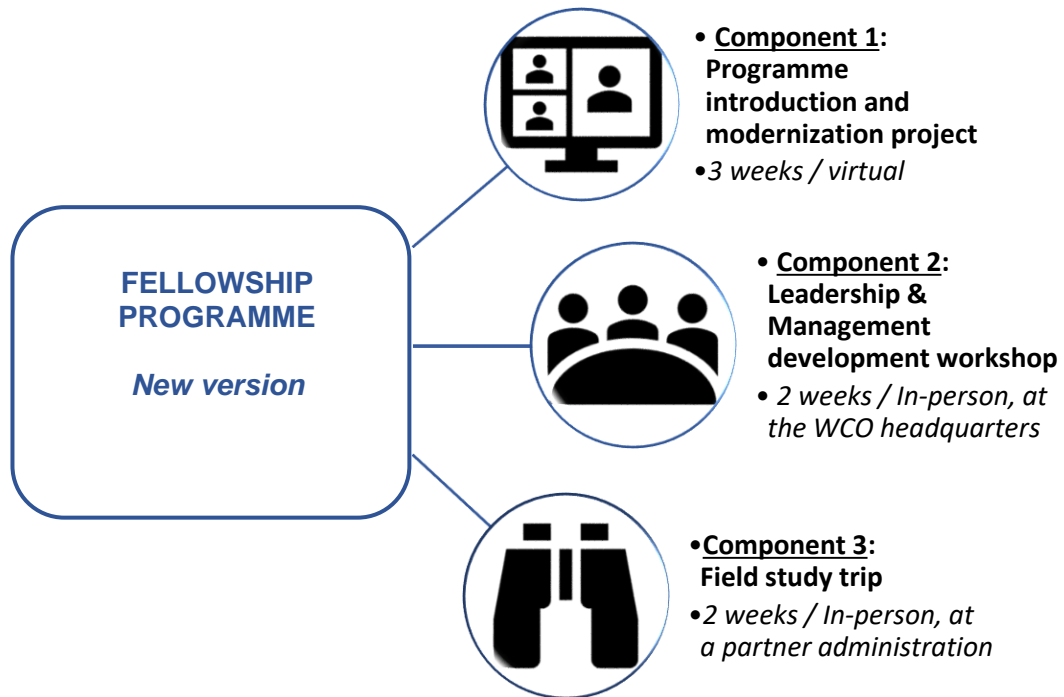 FELLOWSHIP
PROGRAMME
New version
• Component 1:
Programme
introduction and
modernization project
•3 weeks / virtual
• Component 2:
Leadership &
Management
development workshop
• 2 weeks / In-person, at
the WCO headquarters
•Component 3:
Field study trip
•2 weeks / In-person, at
a partner administration